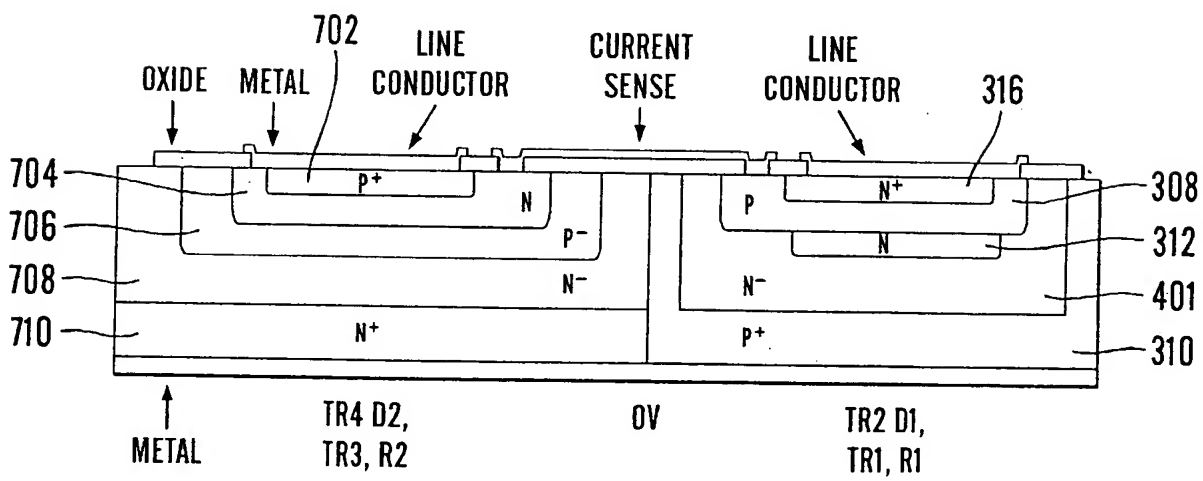 702
LINE
CONDUCTOR
CURRENT
SENSE
LINE
CONDUCTOR
316
OXIDE
METAL
704
P+
N+
308
N
P
706
P-
N
312
708
N-
N-
401
710
N+
P+
310
METAL
TR4 D2,
TR3, R2
OV
TR2 D1,
TR1, R1